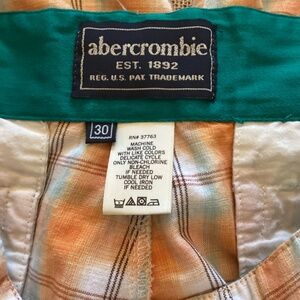 abercrombie
EST. 1892
REG. U.S. PAT. TRADEMARK
30
RN# 37763
MACHINE
WASH COLD
WITH LIKE COLORS
DELICATE CYCLE
ONLY NON-CHLORINE
BLEACH
IF NEEDED
TUMBLE DRY LOW
COOL IRON
IF NEEDED